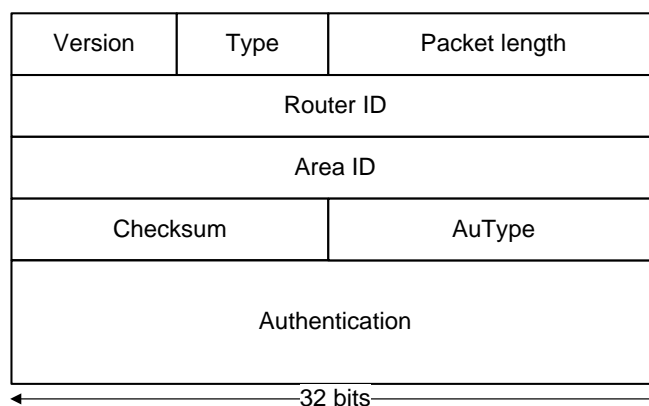 Version Type Packet length
Router ID
Area ID
Checksum AuType
Authentication
32 bits